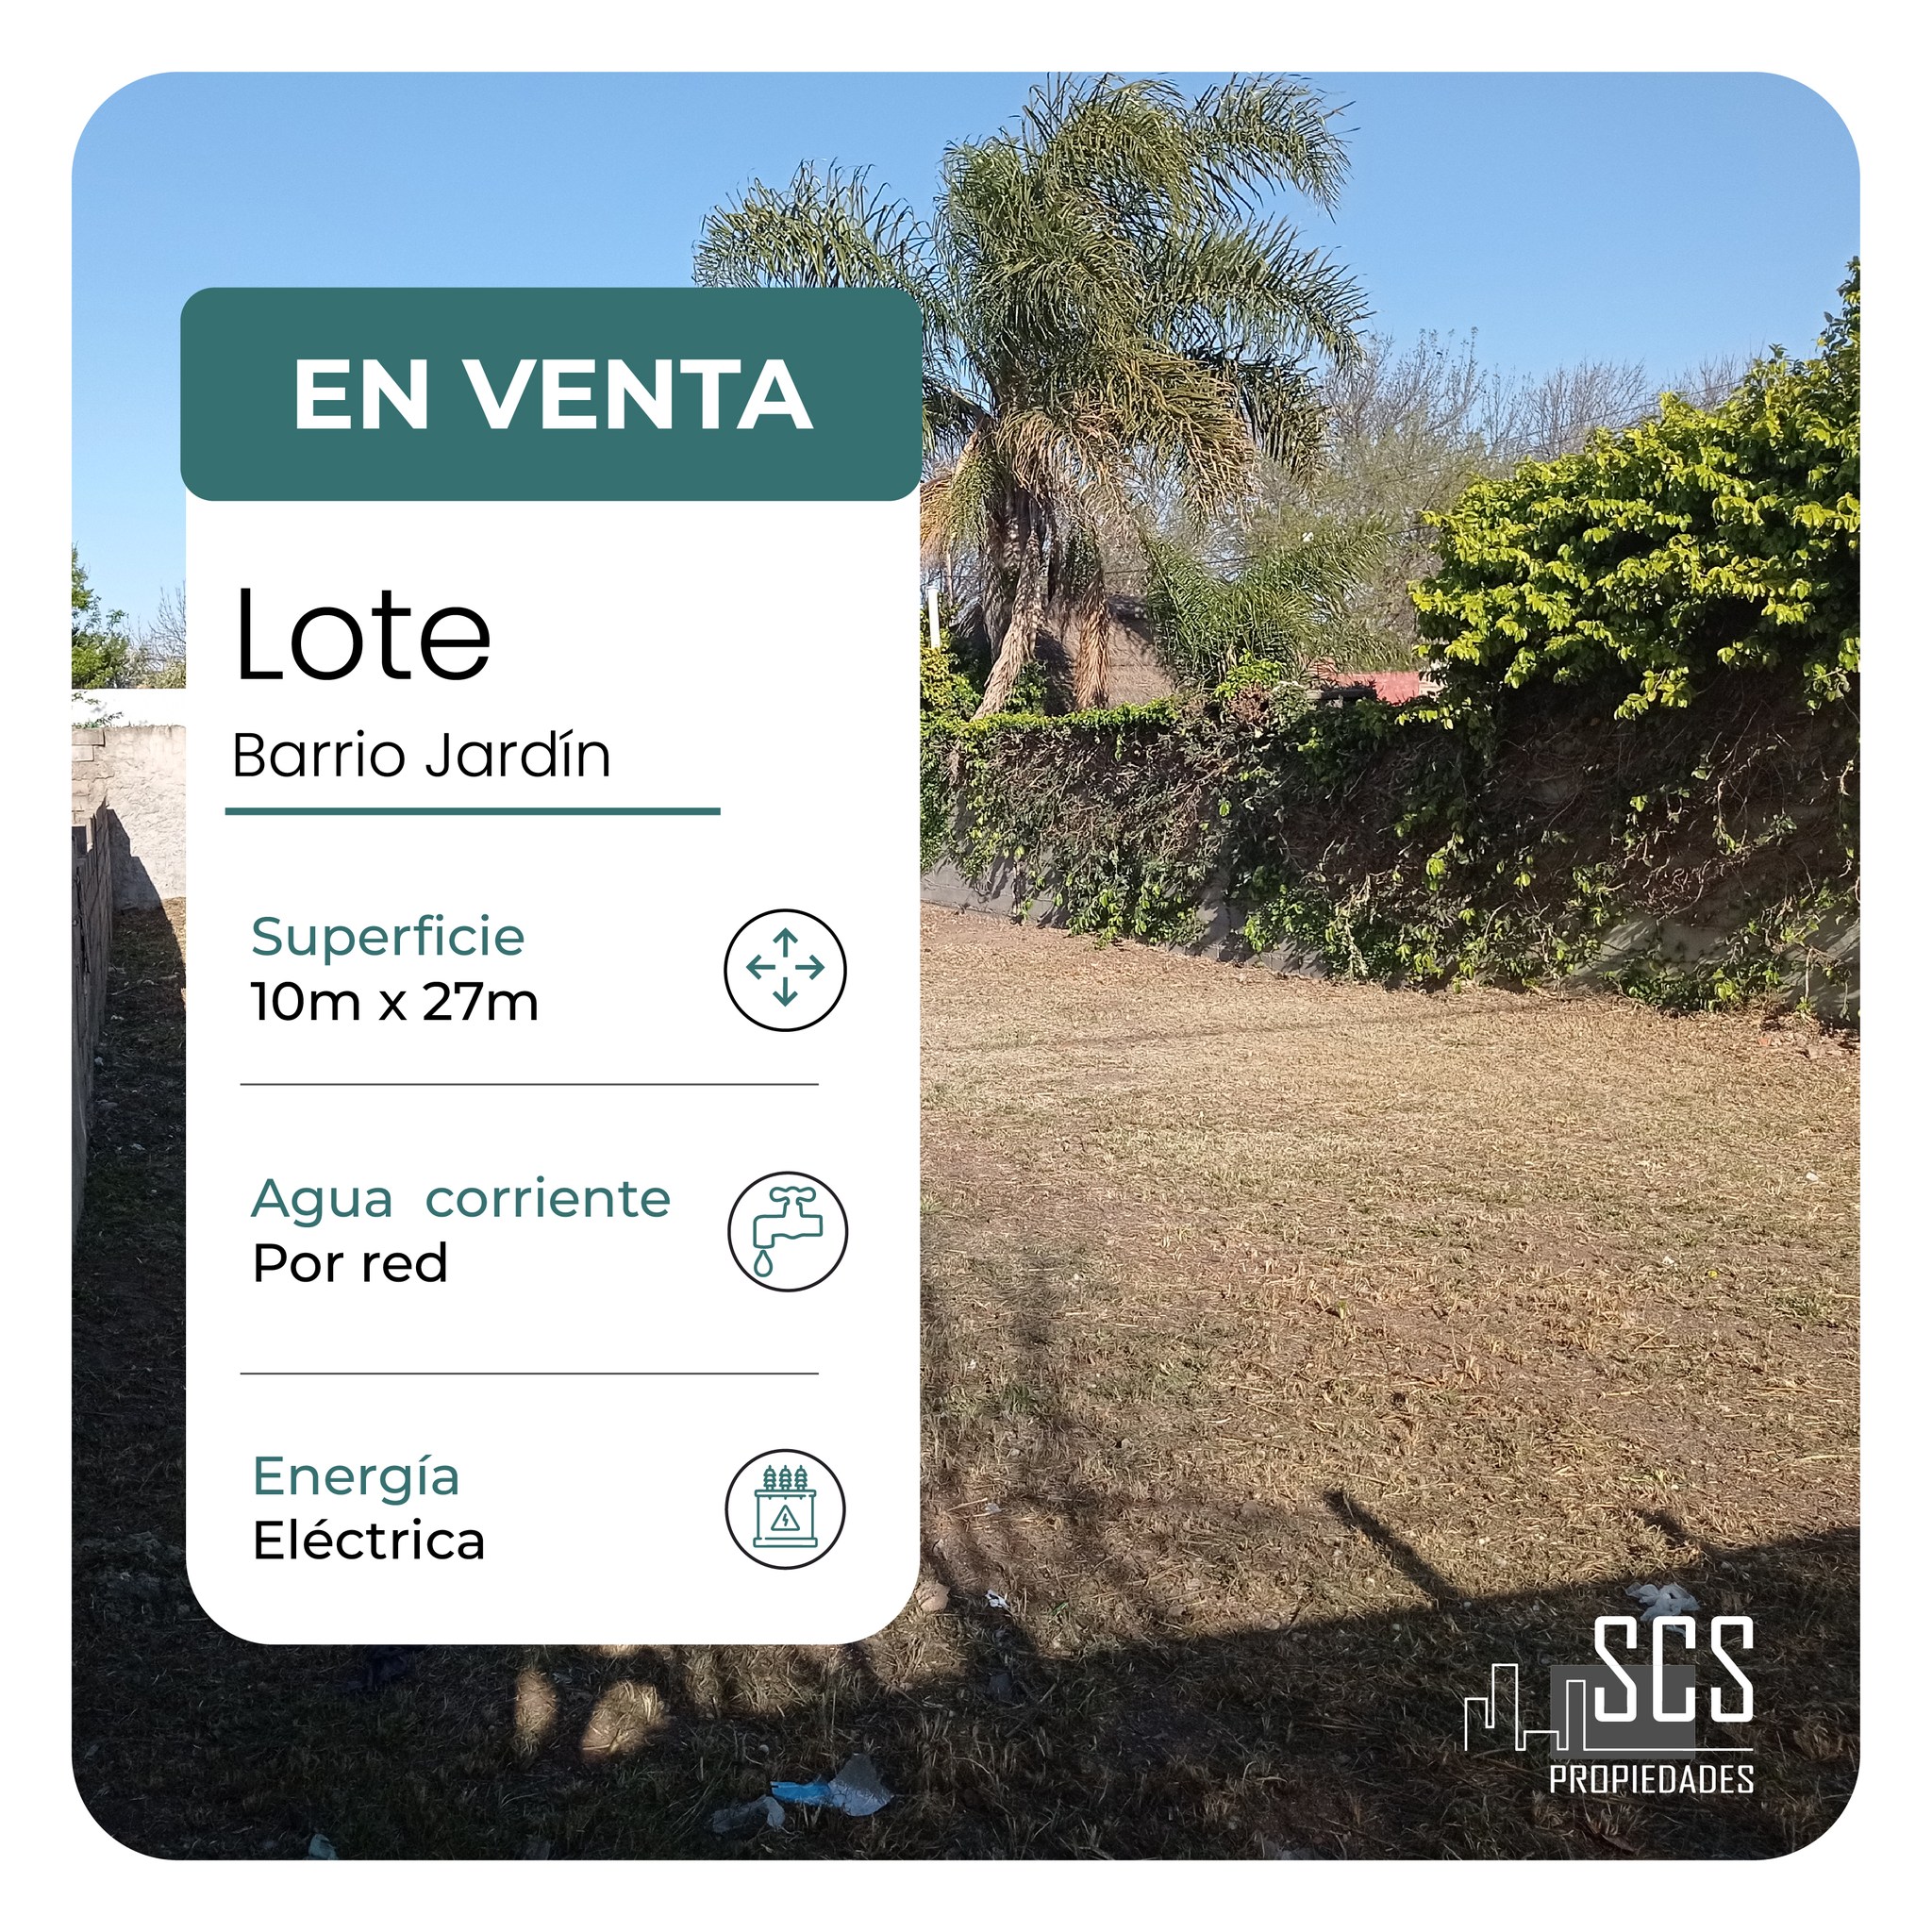 EN VENTA
Lote
Barrio Jardín
Superficie
10m x 27m
Agua corriente
Por red
Energía
Eléctrica
SCS
PROPIEDADES